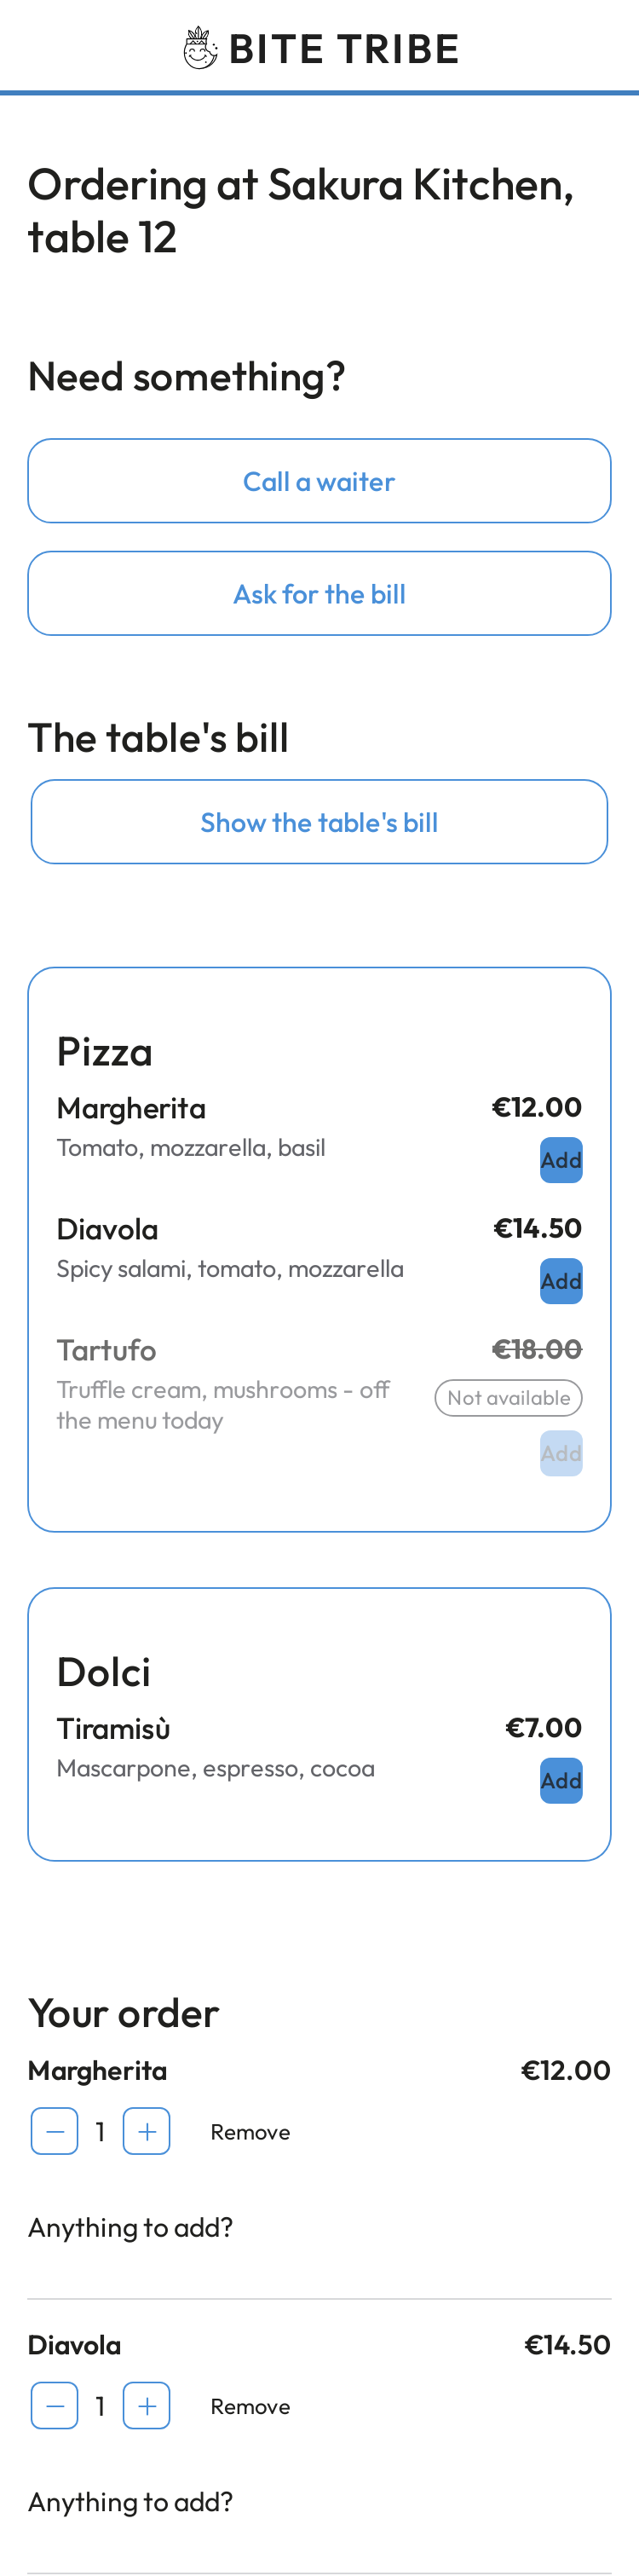 BITE TRIBE
Ordering at Sakura Kitchen,
table 12
Need something?
Call a waiter
Ask for the bill
The table's bill
Show the table's bill
Pizza
Margherita €12.00
Tomato, mozzarella, basil
Add
Diavola €14.50
Spicy salami, tomato, mozzarella
Add
Tartufo €18.00
Truffle cream, mushrooms - off
the menu today
Not available
Add
Dolci
Tiramisù €7.00
Mascarpone, espresso, cocoa
Add
Your order
Margherita €12.00
1 Remove
Anything to add?
Diavola €14.50
1 Remove
Anything to add?